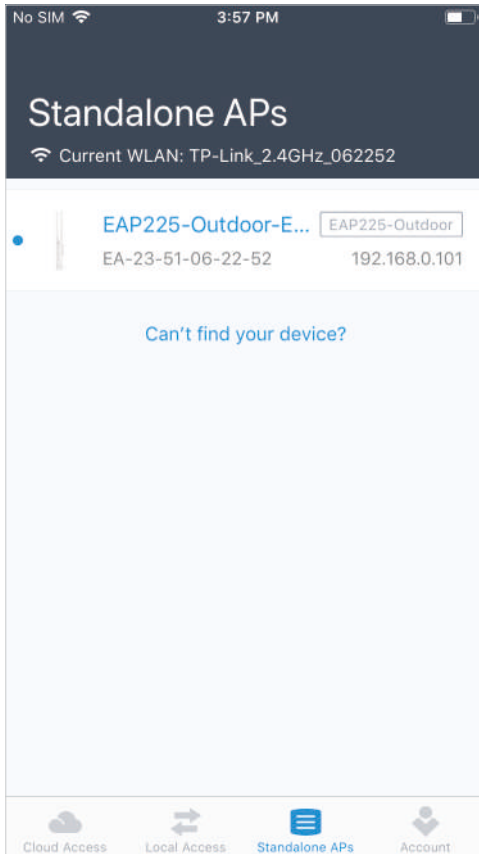 No SIM 3:57 PM
Standalone APs
Current WLAN: TP-Link_2.4GHz_062252
EAP225-Outdoor-E... EAP225-Outdoor
EA-23-51-06-22-52 192.168.0.101
Can't find your device?
Cloud Access Local Access Standalone APs Account